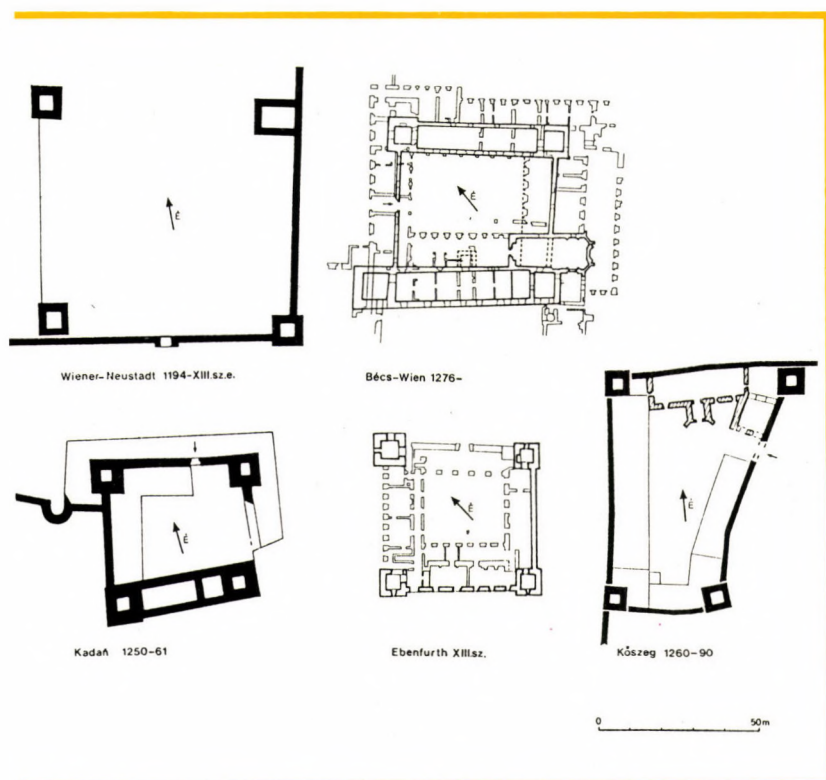 É
É
Wiener-Neustadt 1194-XIII.sz.e.
Bécs-Wien 1276-
É
É
É
Kadaň 1250-61
Ebenfurth XIII.sz.
Kőszeg 1260-90
0 50m